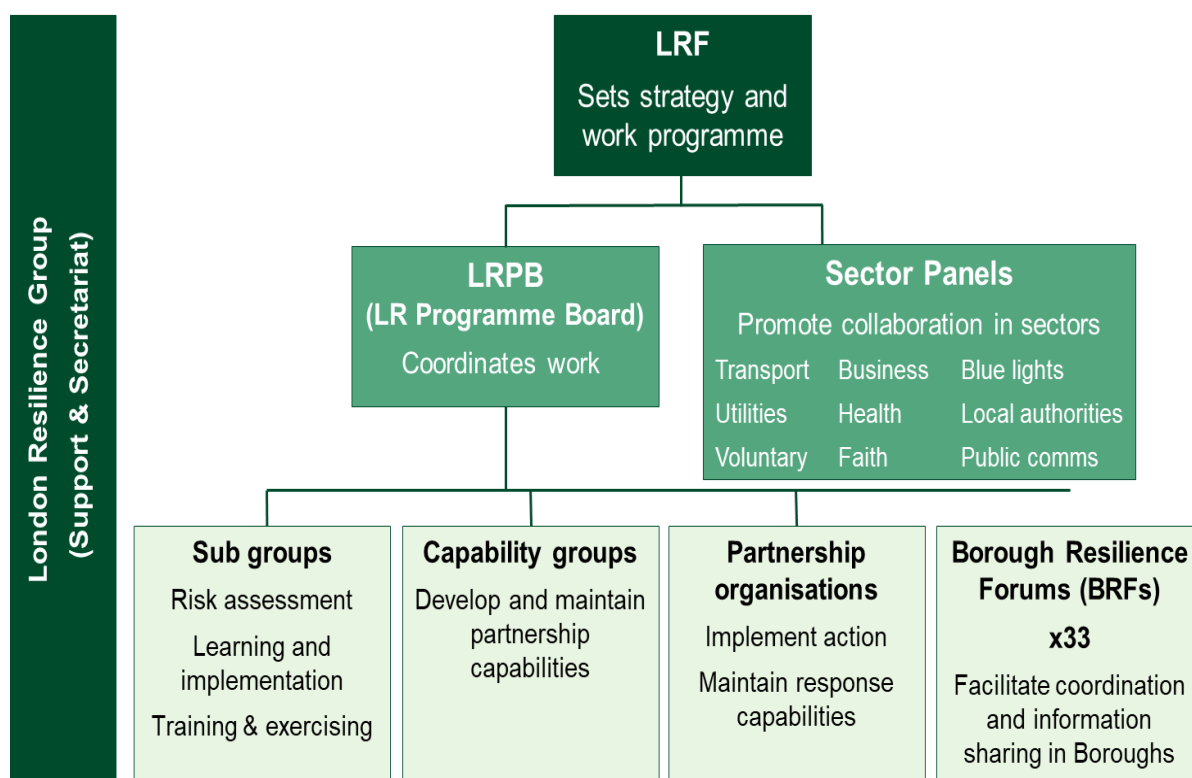 London Resilience Group
(Support & Secretariat)
LRF
Sets strategy and
work programme
LRPB
(LR Programme Board)
Coordinates work
Sector Panels
Promote collaboration in sectors
Transport Business Blue lights
Utilities Health Local authorities
Voluntary Faith Public comms
Sub groups
Risk assessment
Learning and
implementation
Training & exercising
Capability groups
Develop and maintain
partnership
capabilities
Partnership
organisations
Implement action
Maintain response
capabilities
Borough Resilience
Forums (BRFs)
x33
Facilitate coordination
and information
sharing in Boroughs